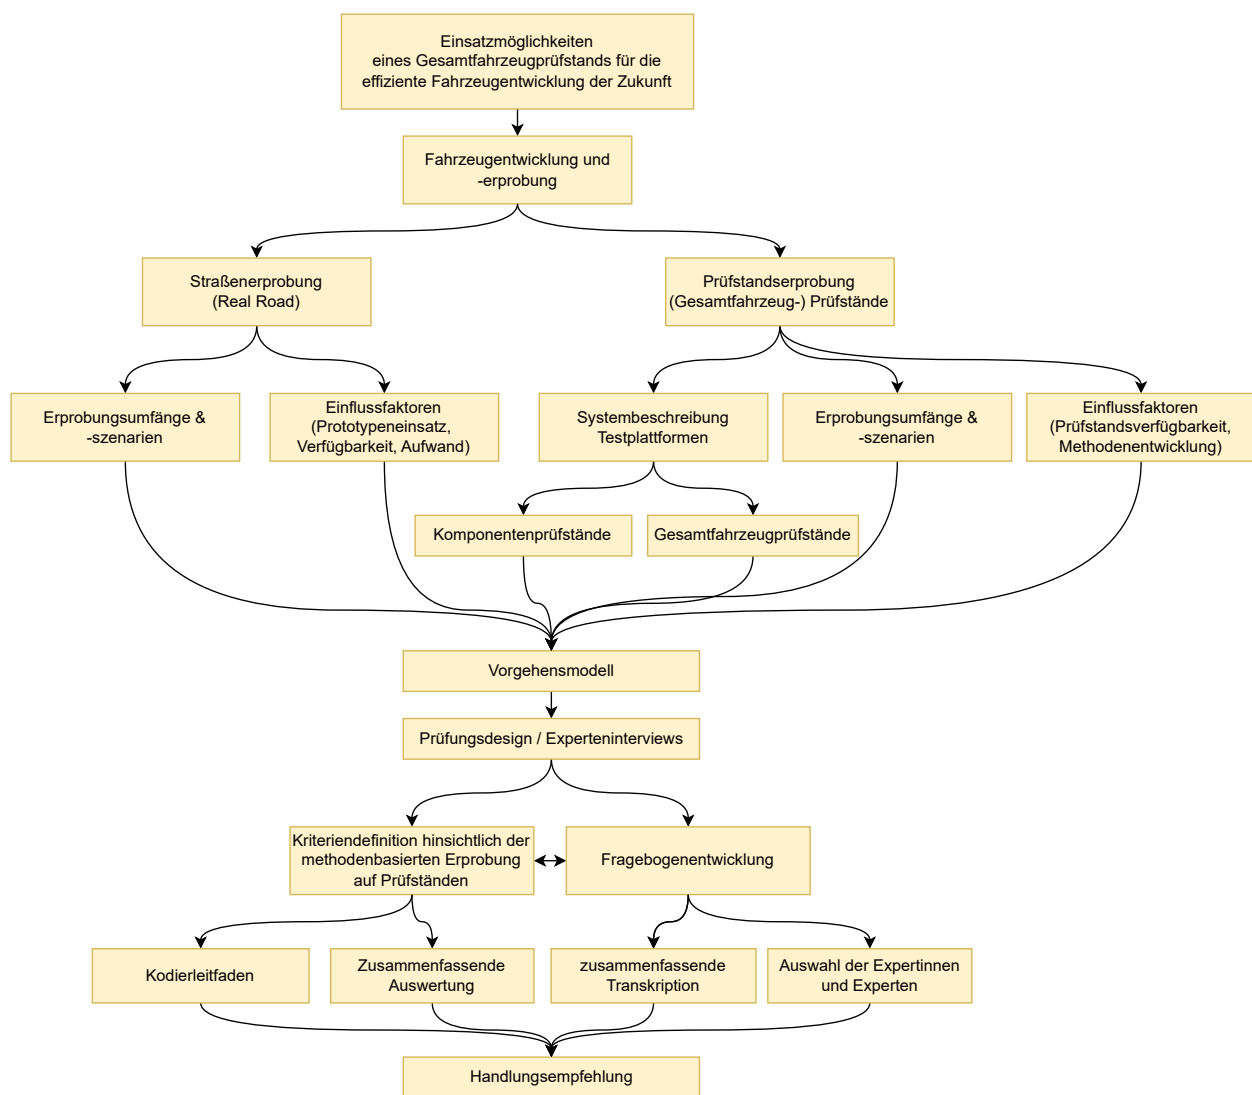 Einsatzmöglichkeiten
eines Gesamtfahrzeugprüfstands für die
effiziente Fahrzeugentwicklung der Zukunft
Fahrzeugentwicklung und
-erprobung
Straßenerprobung
(Real Road)
Prüfstandserprobung
(Gesamtfahrzeug-) Prüfstände
Erprobungsumfänge &
-szenarien
Einflussfaktoren
(Prototypeneinsatz,
Verfügbarkeit, Aufwand)
Systembeschreibung
Testplattformen
Erprobungsumfänge &
-szenarien
Einflussfaktoren
(Prüfstandsverfügbarkeit,
Methodenentwicklung)
Komponentenprüfstände
Gesamtfahrzeugprüfstände
Vorgehensmodell
Prüfungsdesign / Experteninterviews
Kriteriendefinition hinsichtlich der
methodenbasierten Erprobung
auf Prüfständen
Fragebogenentwicklung
Kodierleitfaden
Zusammenfassende
Auswertung
zusammenfassende
Transkription
Auswahl der Expertinnen
und Experten
Handlungsempfehlung